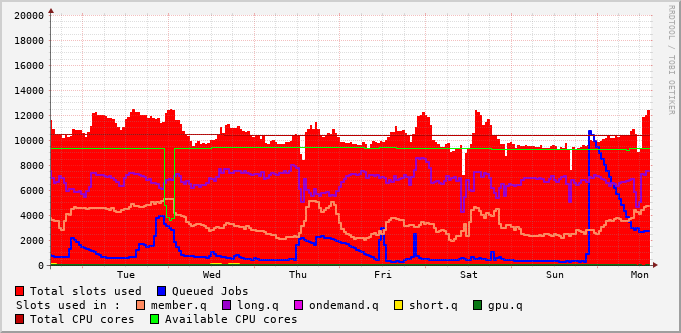 20000
18000
16000
14000
12000
10000
8000
6000
4000
2000
0
Tue Wed Thu Fri Sat Sun Mon
RRDTOOL / TOBI OETIKER
Total slots used Queued Jobs
Slots used in : member.q long.q ondemand.q short.q gpu.q
Total CPU cores Available CPU cores